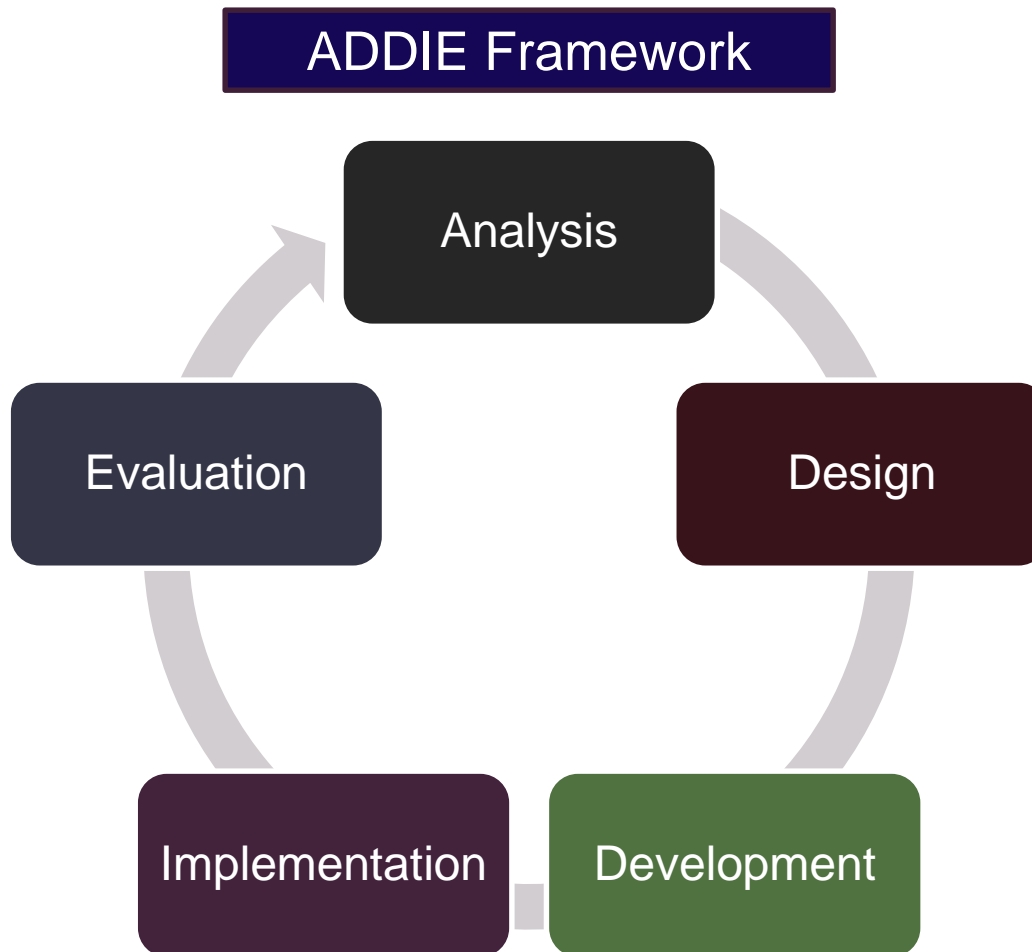 ADDIE Framework
Analysis
Design
Development
Implementation
Evaluation